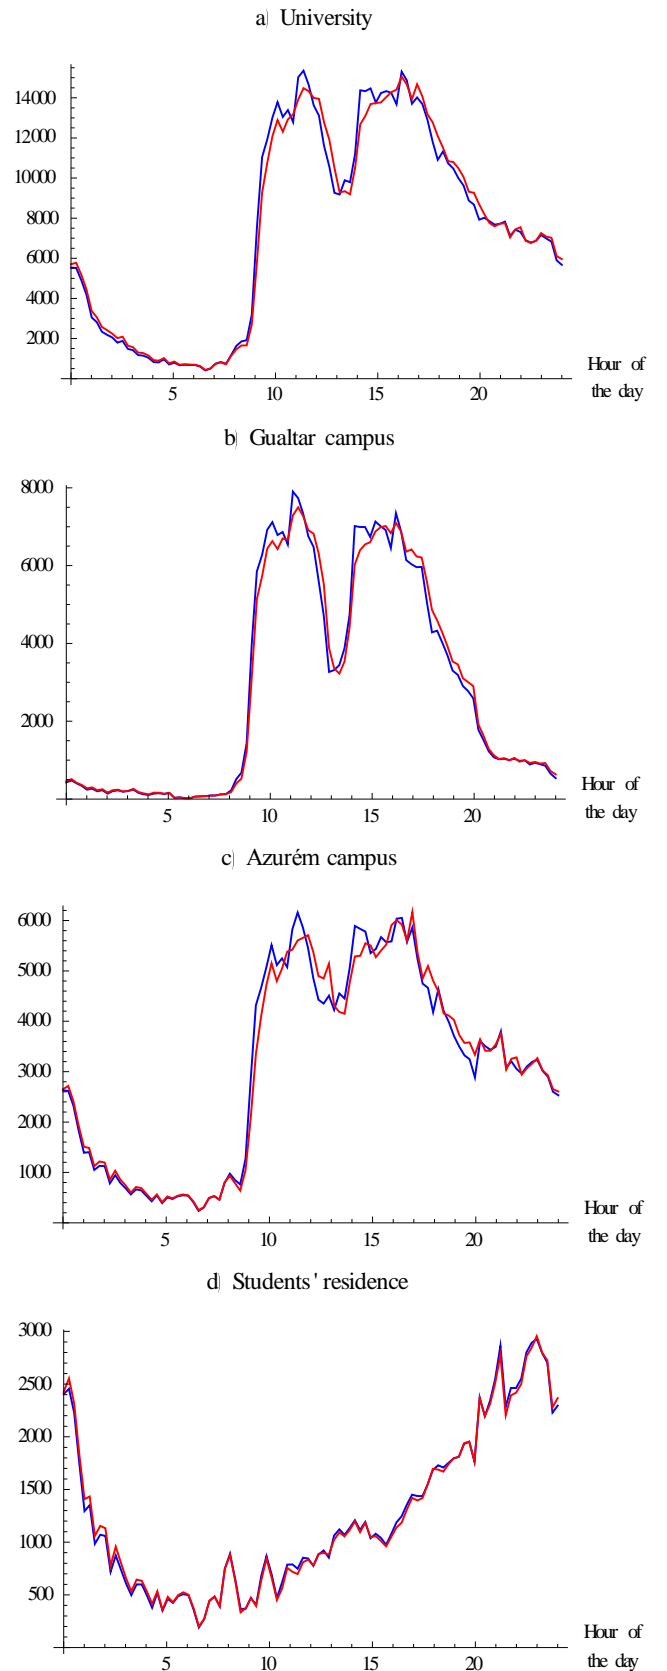 a) University
14000
12000
10000
8000
6000
4000
2000
5 10 15 20
Hour of
the day
b) Gualtar campus
8000
6000
4000
2000
5 10 15 20
Hour of
the day
c) Azurém campus
6000
5000
4000
3000
2000
1000
5 10 15 20
Hour of
the day
d) Students' residence
3000
2500
2000
1500
1000
500
5 10 15 20
Hour of
the day